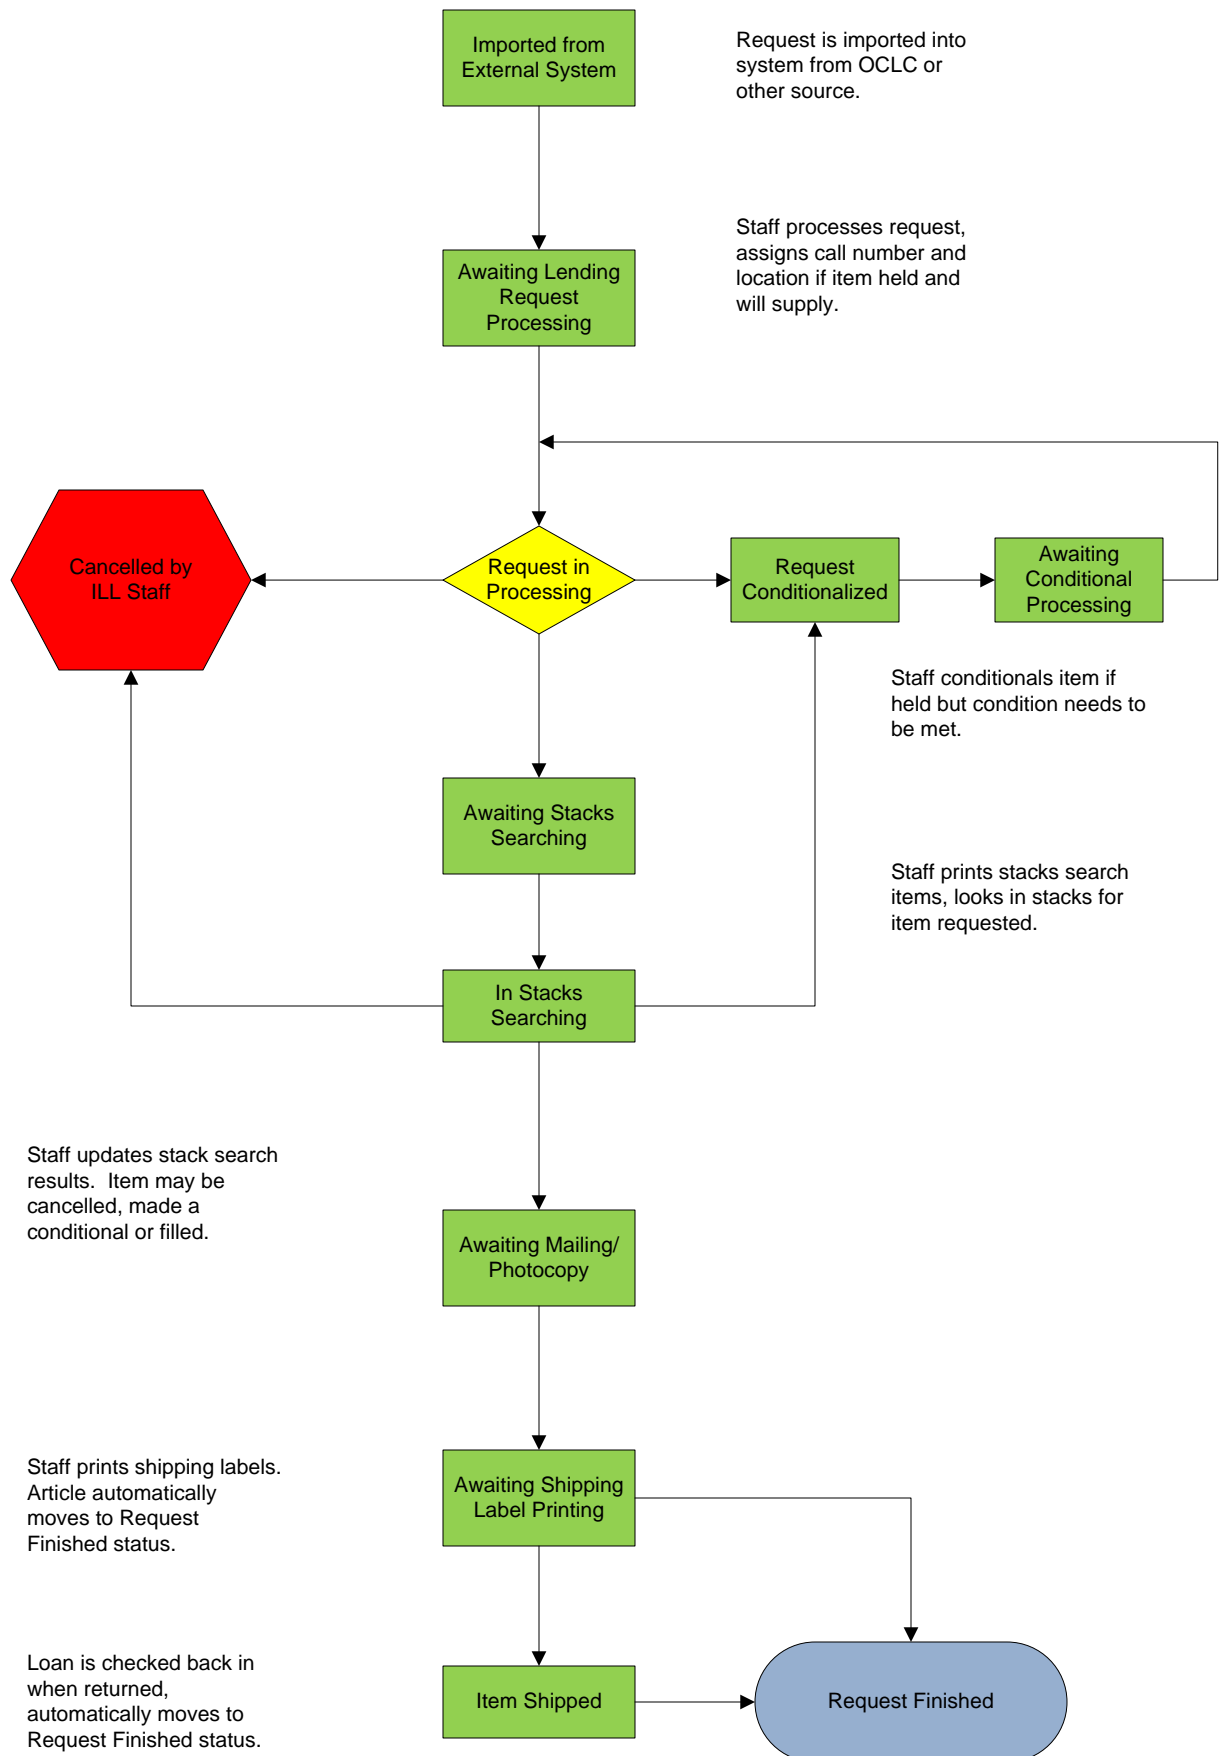 Imported from
External System
Request is imported into
system from OCLC or
other source.
Staff processes request,
assigns call number and
location if item held and
will supply.
Awaiting Lending
Request
Processing
Cancelled by
ILL Staff
Request in
Processing
Request
Conditionalized
Awaiting
Conditional
Processing
Staff conditionals item if
held but condition needs to
be met.
Awaiting Stacks
Searching
Staff prints stacks search
items, looks in stacks for
item requested.
In Stacks
Searching
Staff updates stack search
results.  Item may be
cancelled, made a
conditional or filled.
Awaiting Mailing/
Photocopy
Staff prints shipping labels.
Article automatically
moves to Request
Finished status.
Awaiting Shipping
Label Printing
Loan is checked back in
when returned,
automatically moves to
Request Finished status.
Item Shipped
Request Finished